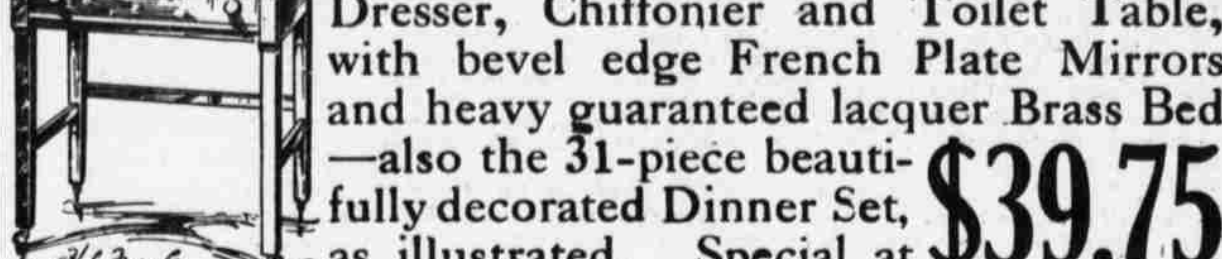 Dresser, Chiffonier and Toilet Table,
with bevel edge French Plate Mirrors
and heavy guaranteed lacquer Brass Bed
—also the 31-piece beauti-
fully decorated Dinner Set,
as illustrated. Special at
$39.75